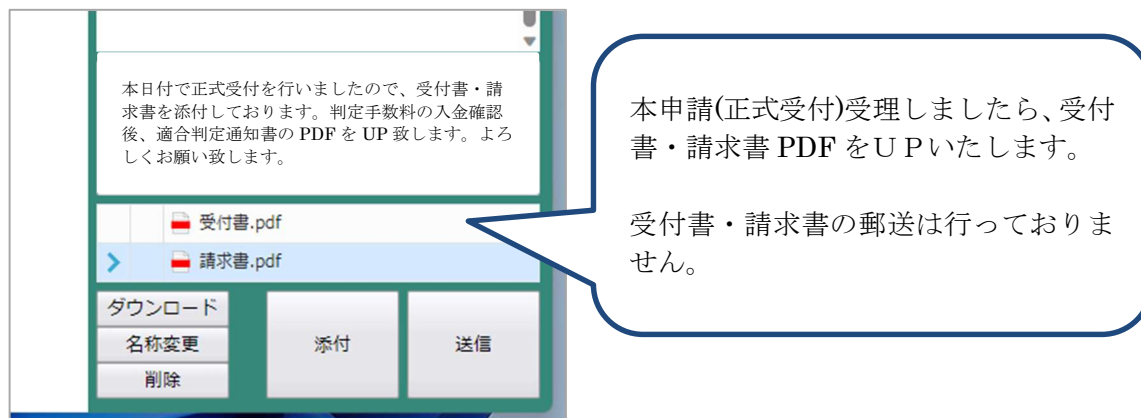 本日付で正式受付を行いましたので、受付書・請
求書を添付しております。判定手数料の入金確認
後、適合判定通知書の PDF を UP 致します。よろ
しくお願い致します。
受付書.pdf
請求書.pdf
ダウンロード
名称変更
削除
添付
送信
本申請(正式受付)受理しましたら、受付
書・請求書 PDF をＵＰいたします。
受付書・請求書の郵送は行っておりま
せん。